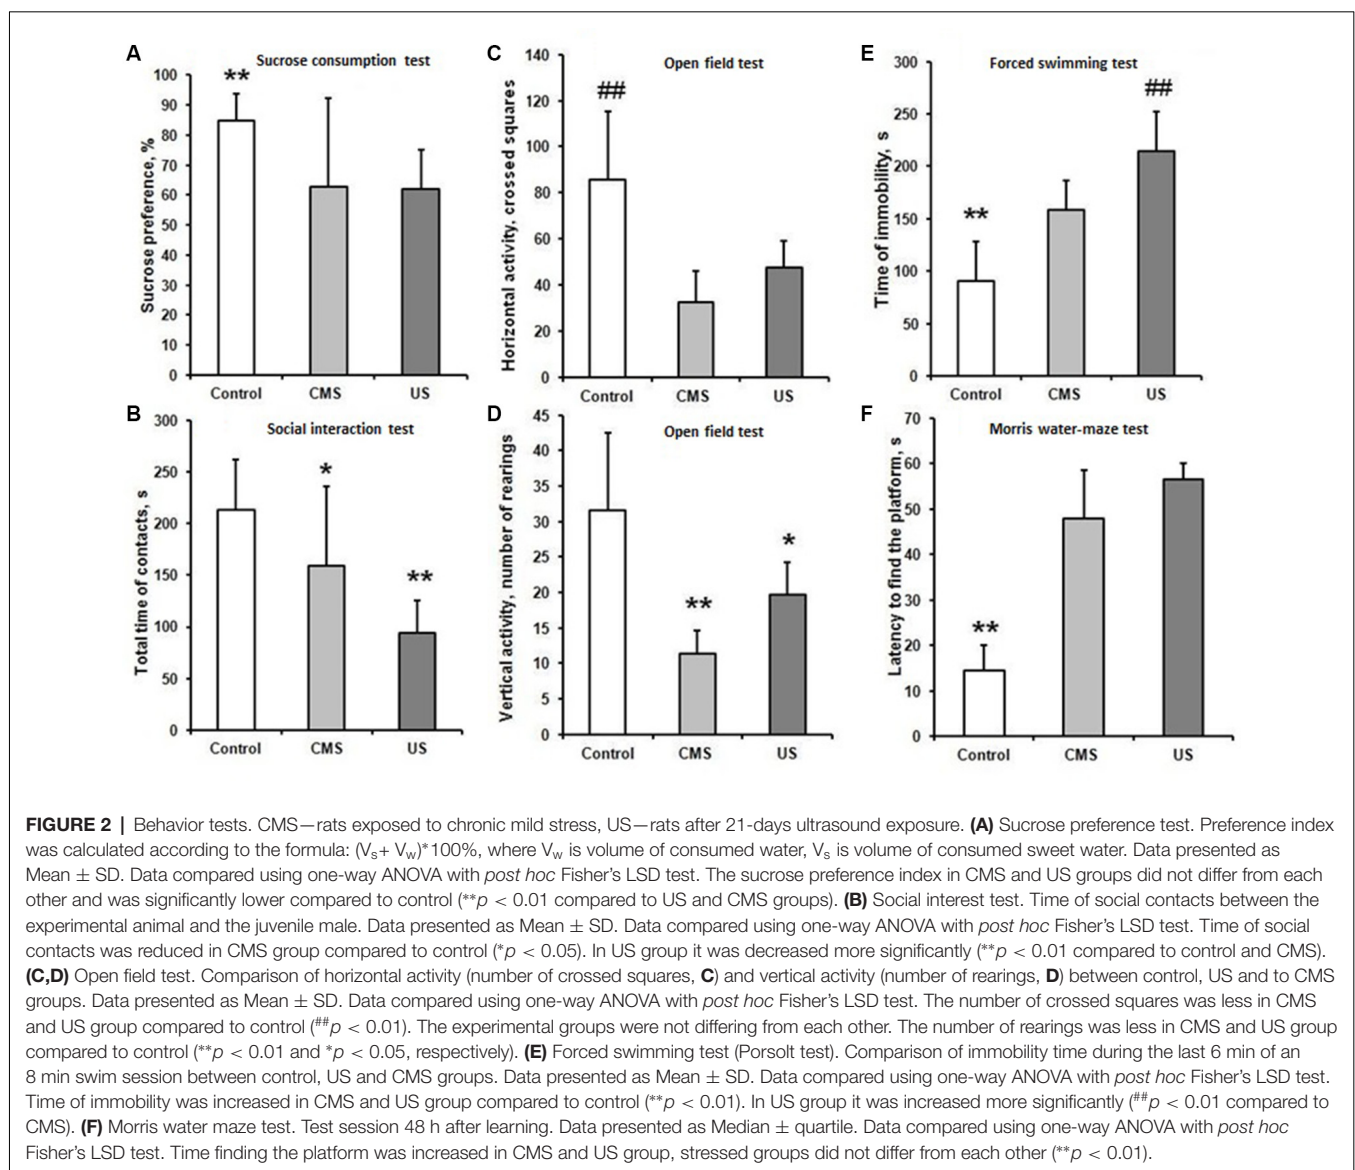 A
Sucrose consumption test
**
Sucrose preference, %
100
90
80
70
60
50
40
30
20
10
0
Control CMS US
B
Social interaction test
*
**
Total time of contacts, s
300
250
200
150
100
50
0
Control CMS US
C
Open field test
##
Horizontal activity, crossed squares
140
120
100
80
60
40
20
0
Control CMS US
D
Open field test
**
*
Vertical activity, number of rearings
45
40
35
30
25
20
15
10
5
0
Control CMS US
E
Forced swimming test
**
##
Time of immobility, s
300
250
200
150
100
50
0
Control CMS US
F
Morris water-maze test
**
Latency to find the platform, s
70
60
50
40
30
20
10
0
Control CMS US
FIGURE 2 | Behavior tests. CMS—rats exposed to chronic mild stress, US—rats after 21-days ultrasound exposure. (A) Sucrose preference test. Preference index
was calculated according to the formula: (Vs+ Vw)*100%, where Vw is volume of consumed water, Vs is volume of consumed sweet water. Data presented as
Mean ± SD. Data compared using one-way ANOVA with post hoc Fisher's LSD test. The sucrose preference index in CMS and US groups did not differ from each
other and was significantly lower compared to control (**p < 0.01 compared to US and CMS groups). (B) Social interest test. Time of social contacts between the
experimental animal and the juvenile male. Data presented as Mean ± SD. Data compared using one-way ANOVA with post hoc Fisher's LSD test. Time of social
contacts was reduced in CMS group compared to control (*p < 0.05). In US group it was decreased more significantly (**p < 0.01 compared to control and CMS).
(C,D) Open field test. Comparison of horizontal activity (number of crossed squares, C) and vertical activity (number of rearings, D) between control, US and to CMS
groups. Data presented as Mean ± SD. Data compared using one-way ANOVA with post hoc Fisher's LSD test. The number of crossed squares was less in CMS
and US group compared to control (##p < 0.01). The experimental groups were not differing from each other. The number of rearings was less in CMS and US group
compared to control (**p < 0.01 and *p < 0.05, respectively). (E) Forced swimming test (Porsolt test). Comparison of immobility time during the last 6 min of an
8 min swim session between control, US and CMS groups. Data presented as Mean ± SD. Data compared using one-way ANOVA with post hoc Fisher's LSD test.
Time of immobility was increased in CMS and US group compared to control (**p < 0.01). In US group it was increased more significantly (##p < 0.01 compared to
CMS). (F) Morris water maze test. Test session 48 h after learning. Data presented as Median ± quartile. Data compared using one-way ANOVA with post hoc
Fisher's LSD test. Time finding the platform was increased in CMS and US group, stressed groups did not differ from each other (**p < 0.01).